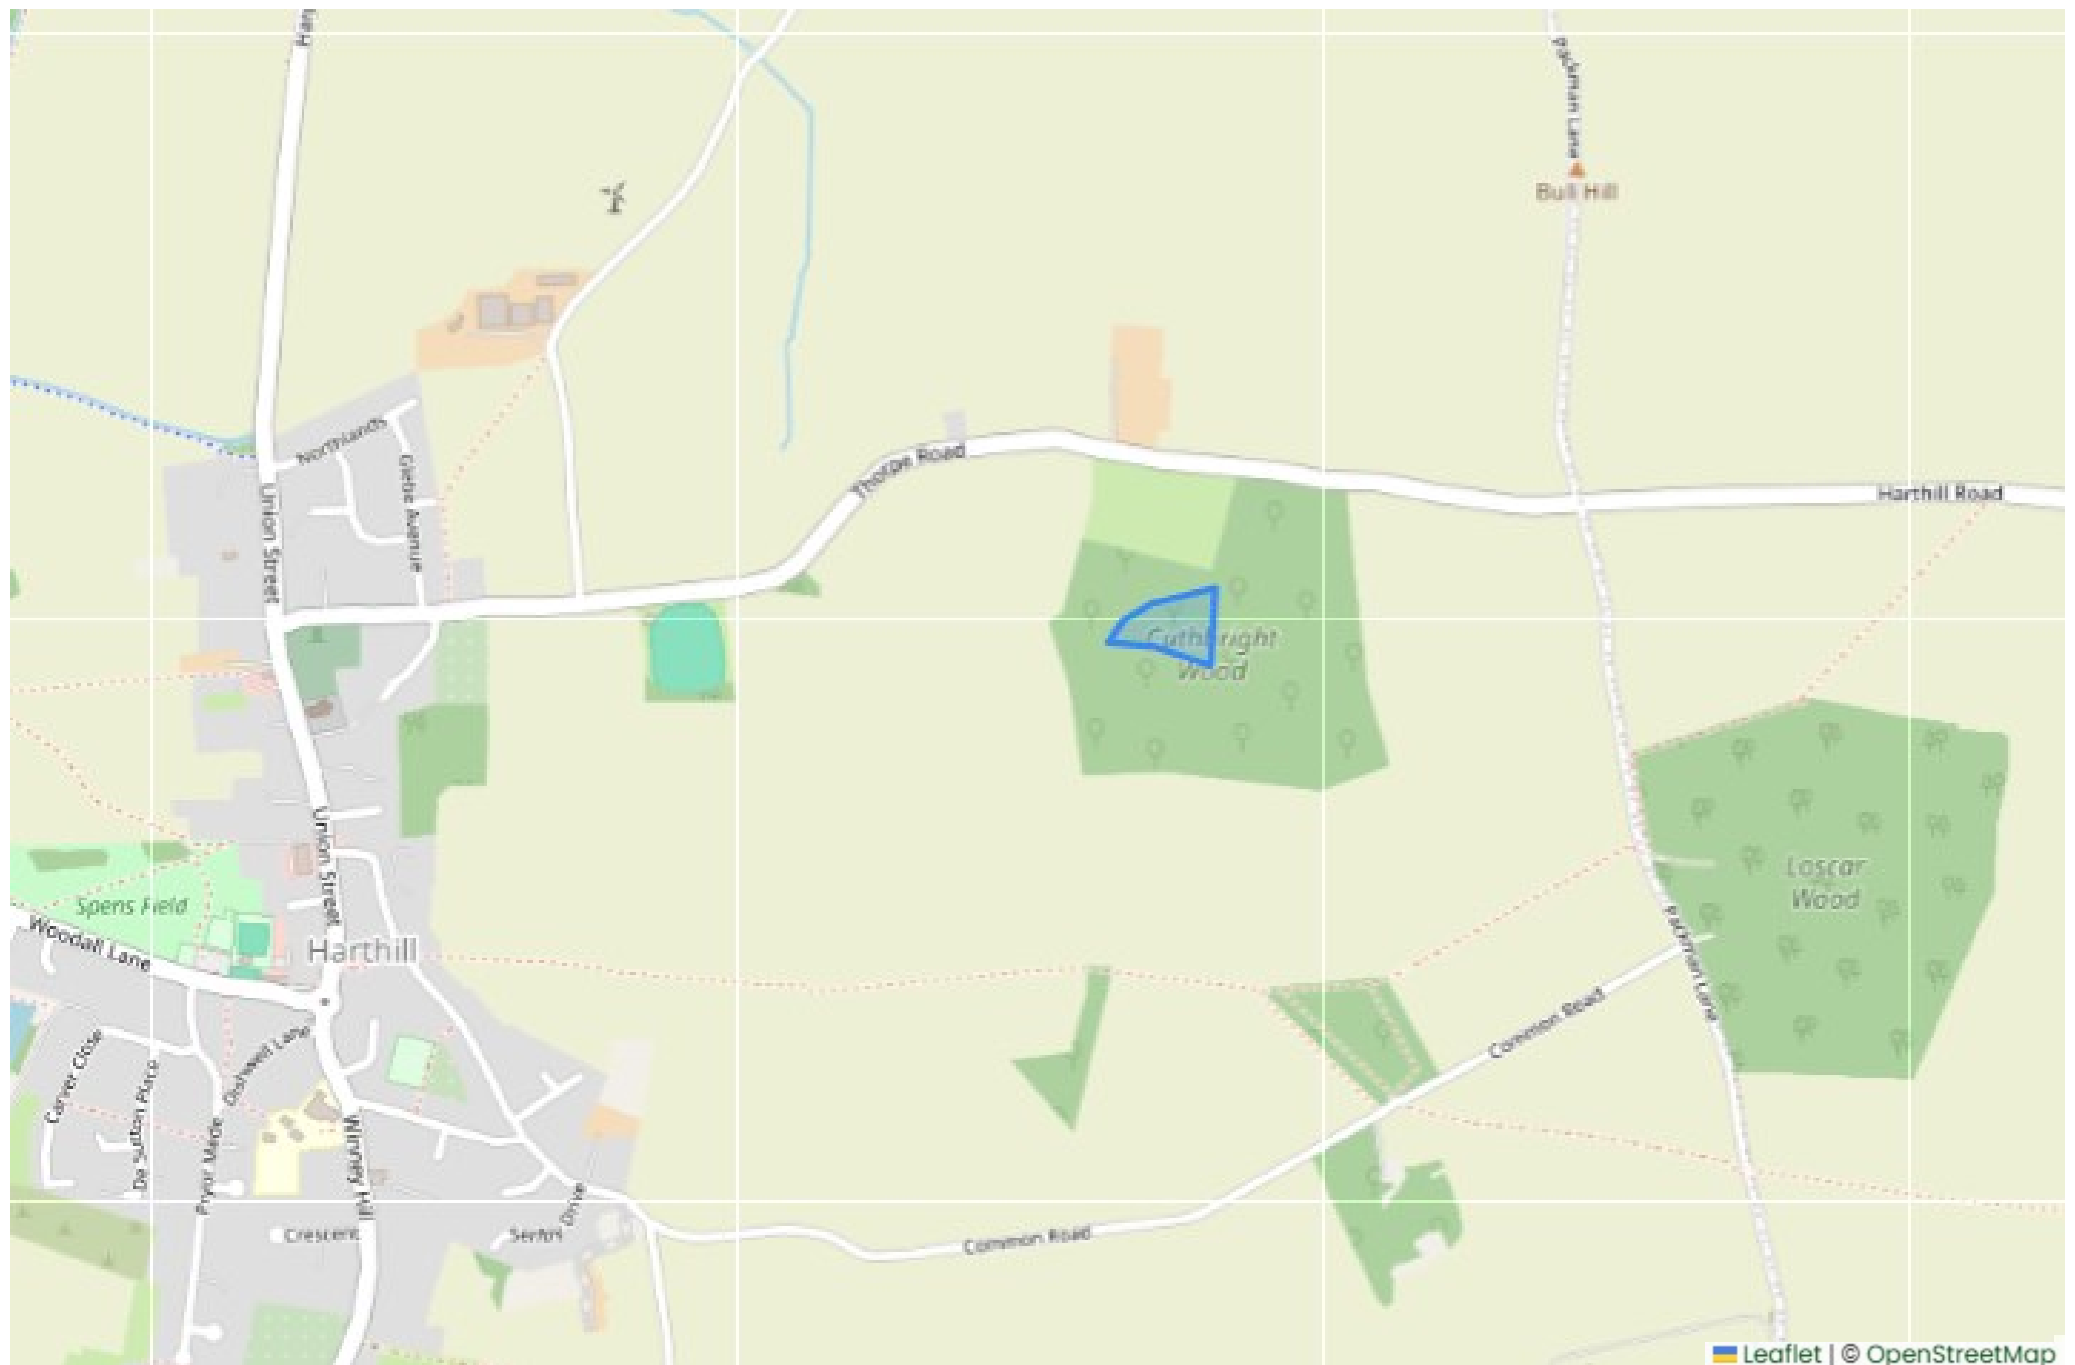 Har
Bull Hill
Northlands
Glebe Avenue
Thorpe Road
Harthill Road
Union Street
Cuthbright
Wood
Union Street
Loscar
Wood
Spens Field
Woodall Lane
Harthill
Packman Lane
Common Road
Carver Close
De Sutton Place
Pryor Mede
Doctwell Lane
Winney Hill
Crescent
Serlby
Drive
Common Road
Leaflet | © OpenStreetMap